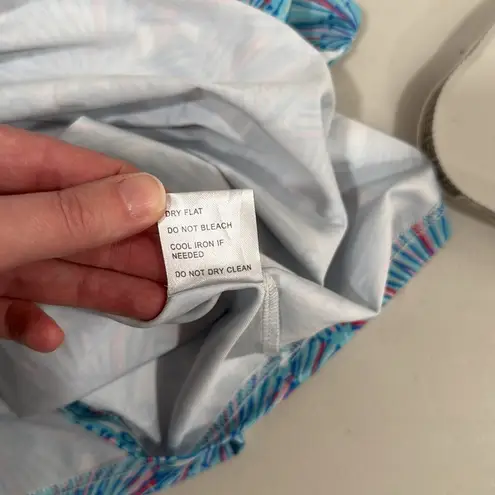 DRY FLAT
DO NOT BLEACH
COOL IRON IF
NEEDED
DO NOT DRY CLEAN